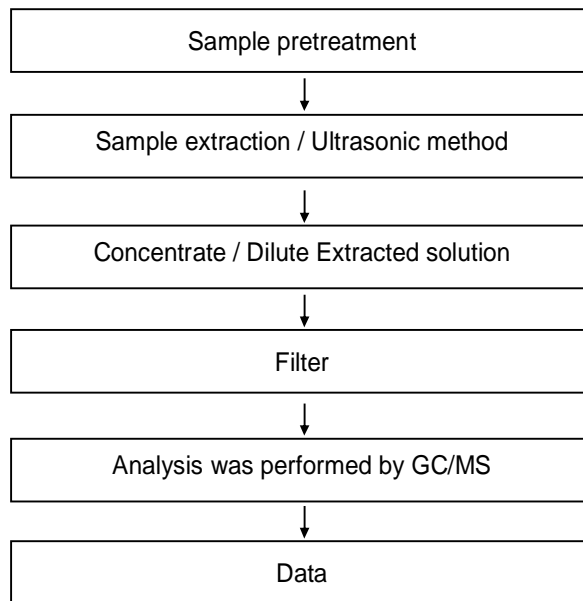 Sample pretreatment
Sample extraction / Ultrasonic method
Concentrate / Dilute Extracted solution
Filter
Analysis was performed by GC/MS
Data